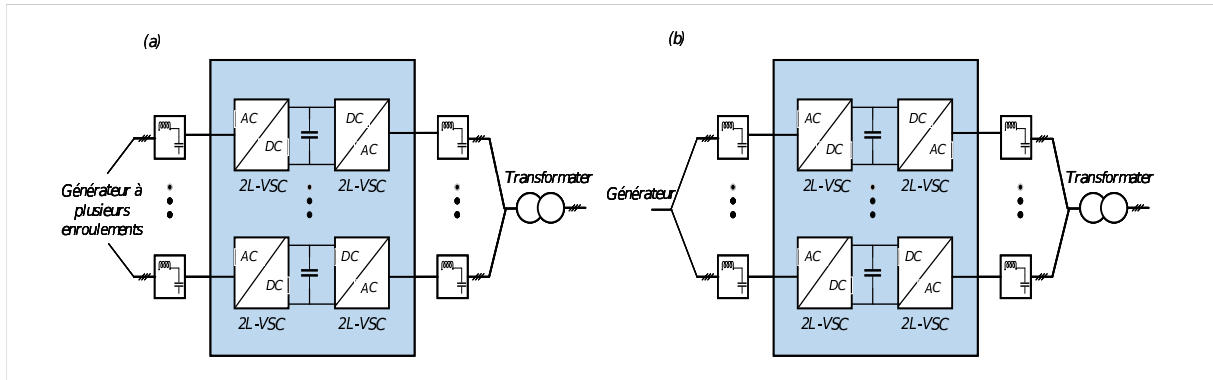 (a)
AC
DC
DC
AC
2L-VSC
2L-VSC
Générateur à
plusieurs
enroulements
Transformater
AC
DC
DC
AC
2L-VSC
2L-VSC
(b)
AC
DC
DC
AC
2L-VSC
2L-VSC
Générateur
Transformater
AC
DC
DC
AC
2L-VSC
2L-VSC